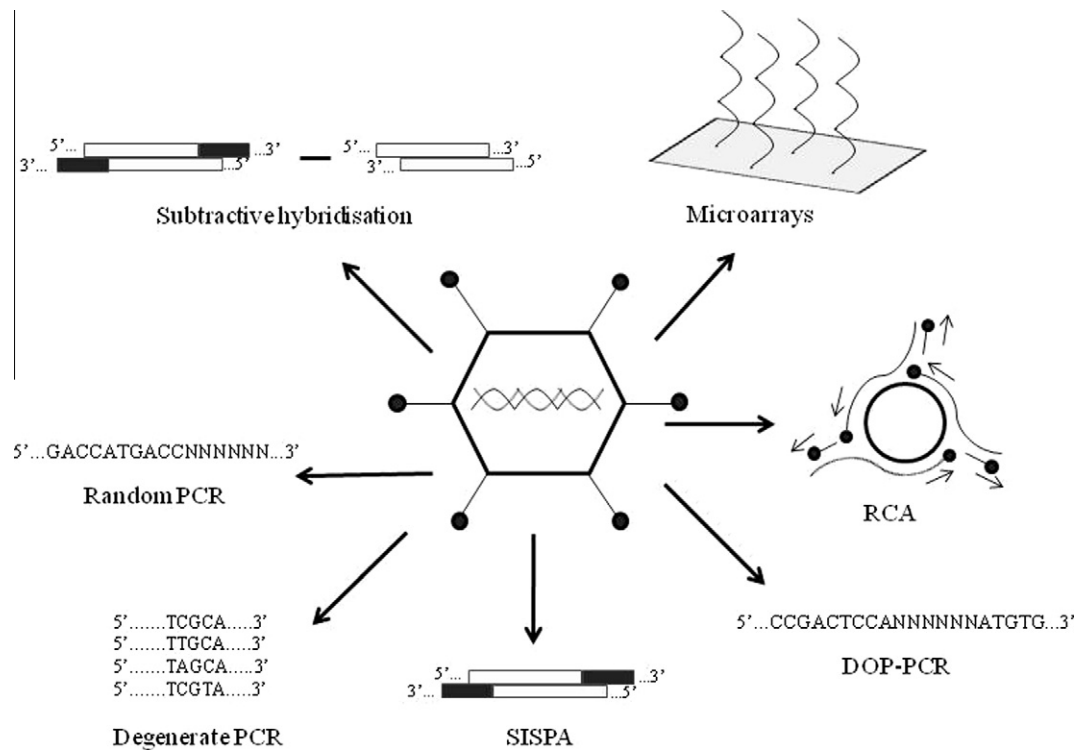 5’... ...3’ 5’... ...3’
3’... ...5’ 3’... ...5’
Subtractive hybridisation
Microarrays
5’...GACCATGACCNNNNNN...3’
Random PCR
RCA
5’.......TCGCA.....3’
5’.......TTGCA.....3’
5’.......TAGCA.....3’
5’.......TCGTA.....3’
Degenerate PCR
5’... ...3’
3’... ...5’
SISPA
5’...CCGACTCCANNNNNNATGTG...3’
DOP-PCR